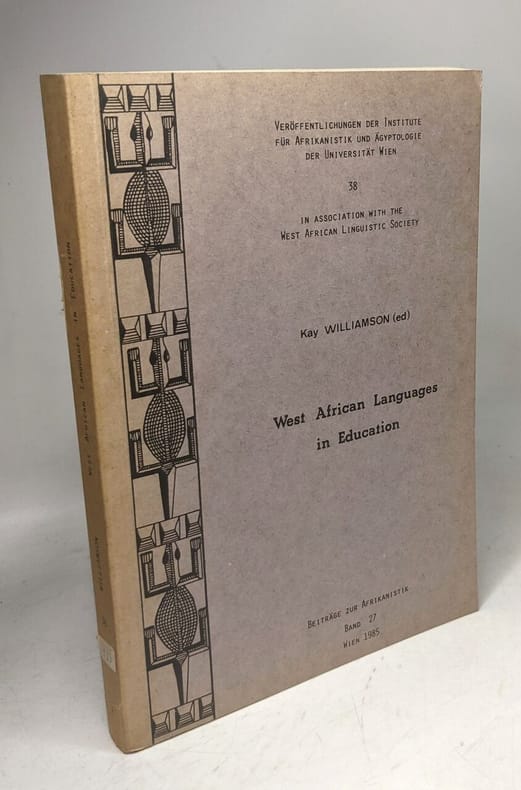 VERÖFFENTLICHUNGEN DER INSTITUTE
FÜR AFRIKANISTIK UND ÄGYPTOLOGIE
DER UNIVERSITÄT WIEN
38
IN ASSOCIATION WITH THE
WEST AFRICAN LINGUISTIC SOCIETY
Kay WILLIAMSON (ed)
West African Languages
in Education
BEITRÄGE ZUR AFRIKANISTIK
BAND 27
WIEN 1985
WEST AFRICAN LANGUAGES IN EDUCATION
WILLIAMSON